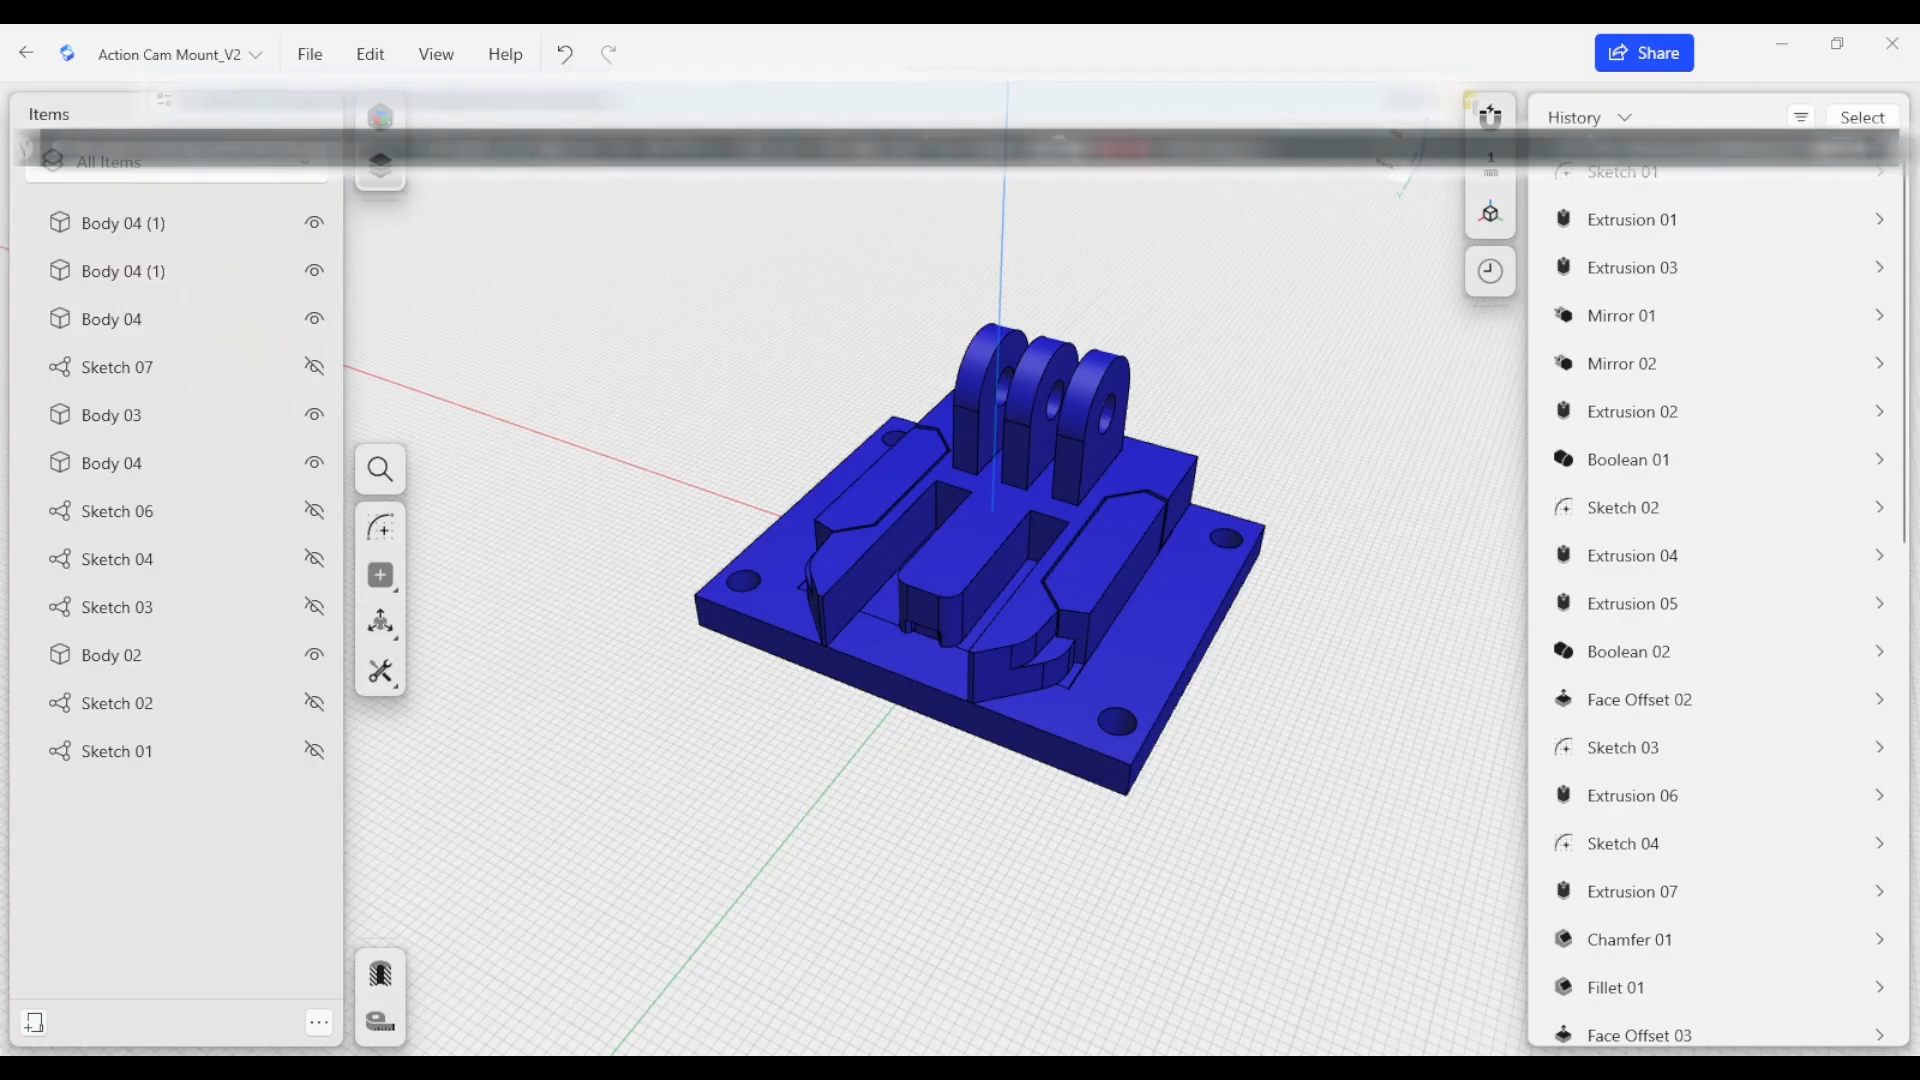 Action Cam Mount_V2
File
Edit
View
Help
Share
Items
All Items
Body 04 (1)
Body 04 (1)
Body 04
Sketch 07
Body 03
Body 04
Sketch 06
Sketch 04
Sketch 03
Body 02
Sketch 02
Sketch 01
1
mm
History
Select
Sketch 01
Extrusion 01
Extrusion 03
Mirror 01
Mirror 02
Extrusion 02
Boolean 01
Sketch 02
Extrusion 04
Extrusion 05
Boolean 02
Face Offset 02
Sketch 03
Extrusion 06
Sketch 04
Extrusion 07
Chamfer 01
Fillet 01
Face Offset 03